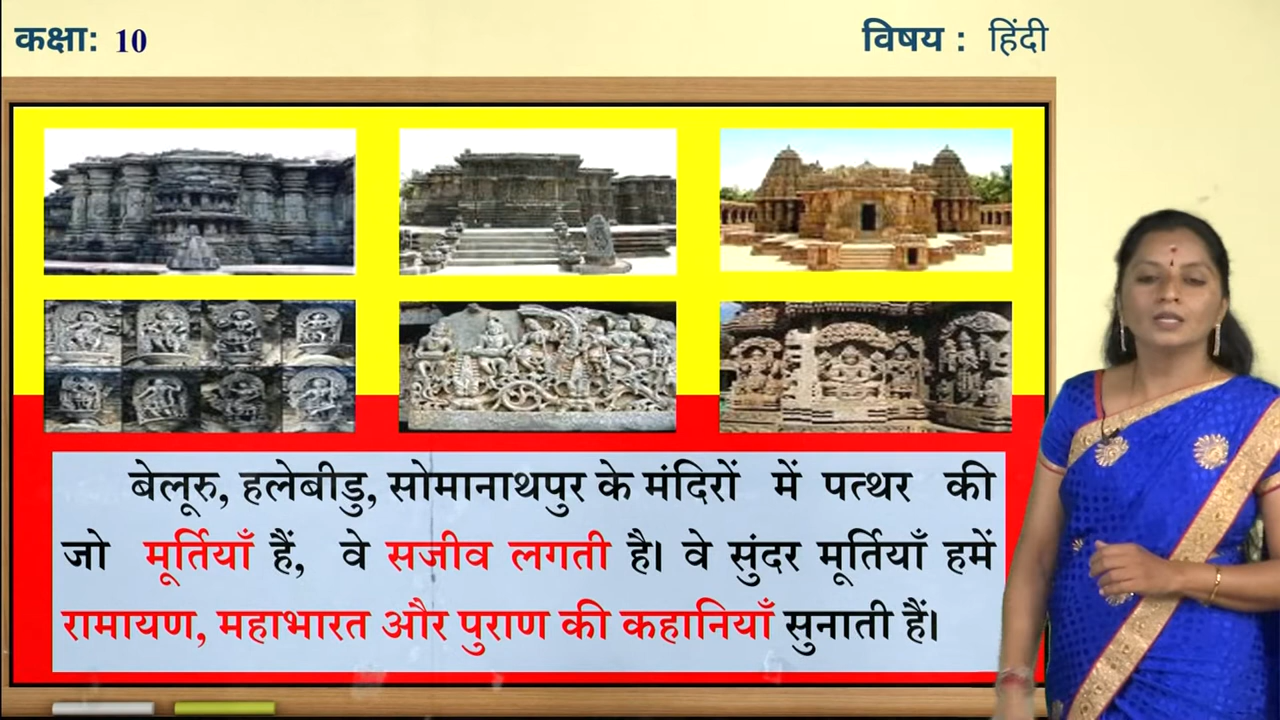 कक्षा: 10
विषय : हिंदी
बेलूरु, हलेबीडु, सोमानाथपुर के मंदिरों में पत्थर की
जो मूर्तियाँ हैं, वे सजीव लगती है। वे सुंदर मूर्तियाँ हमें
रामायण, महाभारत और पुराण की कहानियाँ सुनाती हैं।